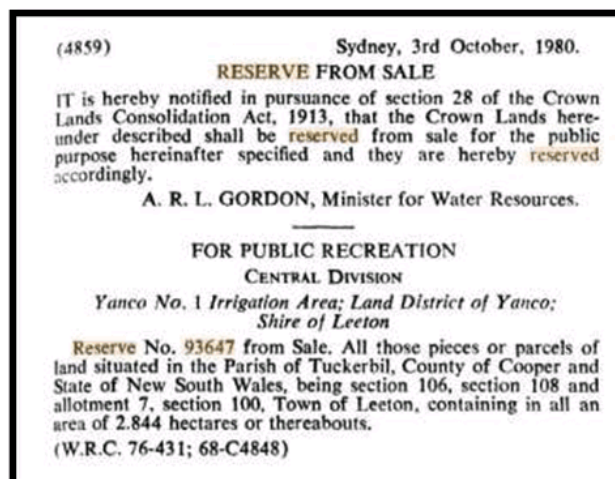 (4859) Sydney, 3rd October, 1980.
RESERVE FROM SALE
IT is hereby notified in pursuance of section 28 of the Crown
Lands Consolidation Act, 1913, that the Crown Lands here-
under described shall be reserved from sale for the public
purpose hereinafter specified and they are hereby reserved
accordingly.
A. R. L. GORDON, Minister for Water Resources.
FOR PUBLIC RECREATION
CENTRAL DIVISION
Yanco No. 1 Irrigation Area; Land District of Yanco;
Shire of Leeton
Reserve No. 93647 from Sale. All those pieces or parcels of
land situated in the Parish of Tuckerbil, County of Cooper and
State of New South Wales, being section 106, section 108 and
allotment 7, section 100, Town of Leeton, containing in all an
area of 2.844 hectares or thereabouts.
(W.R.C. 76-431; 68-C4848)